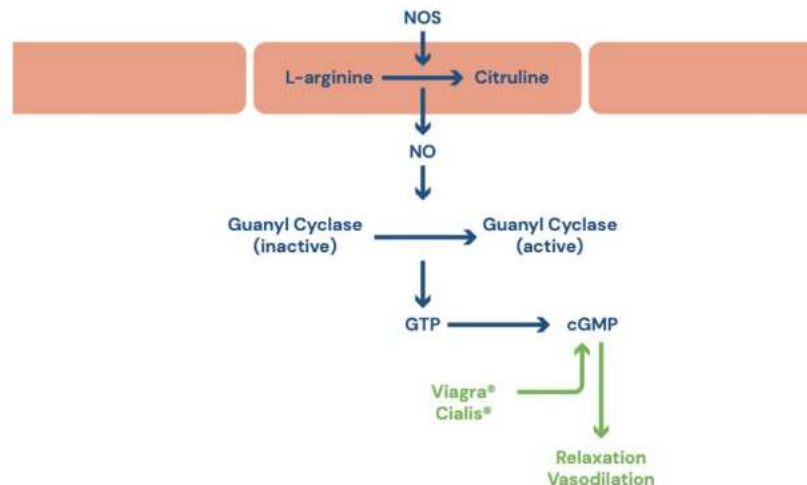 NOS
L-arginine
Citruline
NO
Guanyl Cyclase
(inactive)
Guanyl Cyclase
(active)
GTP
cGMP
Viagra®
Cialis®
Relaxation
Vasodilation